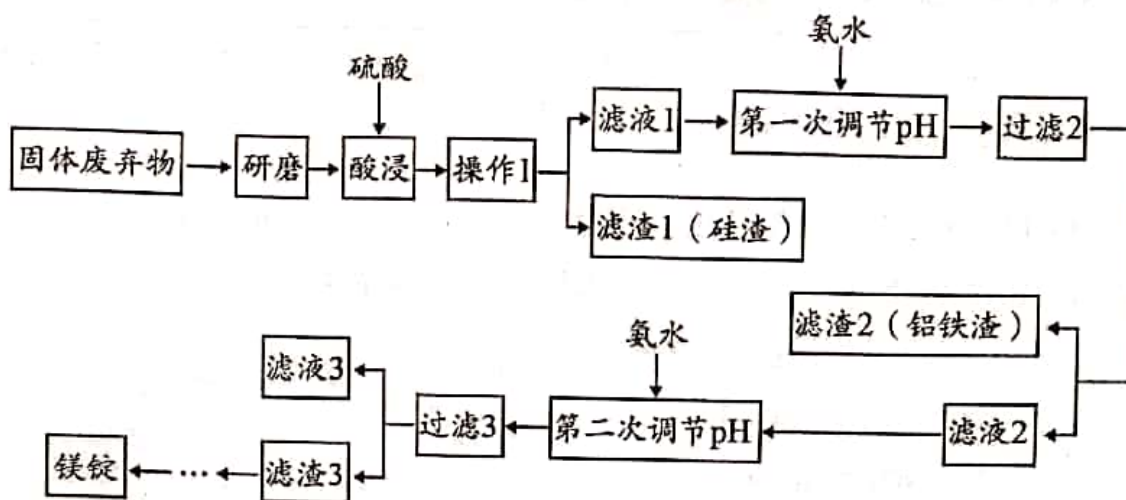 氨水
硫酸
固体废弃物
研磨
酸浸
操作1
滤液1
第一次调节pH
过滤2
滤渣1（硅渣）
滤渣2（铝铁渣）
氨水
滤液3
过滤3
第二次调节pH
滤液2
镁锭
…
滤渣3